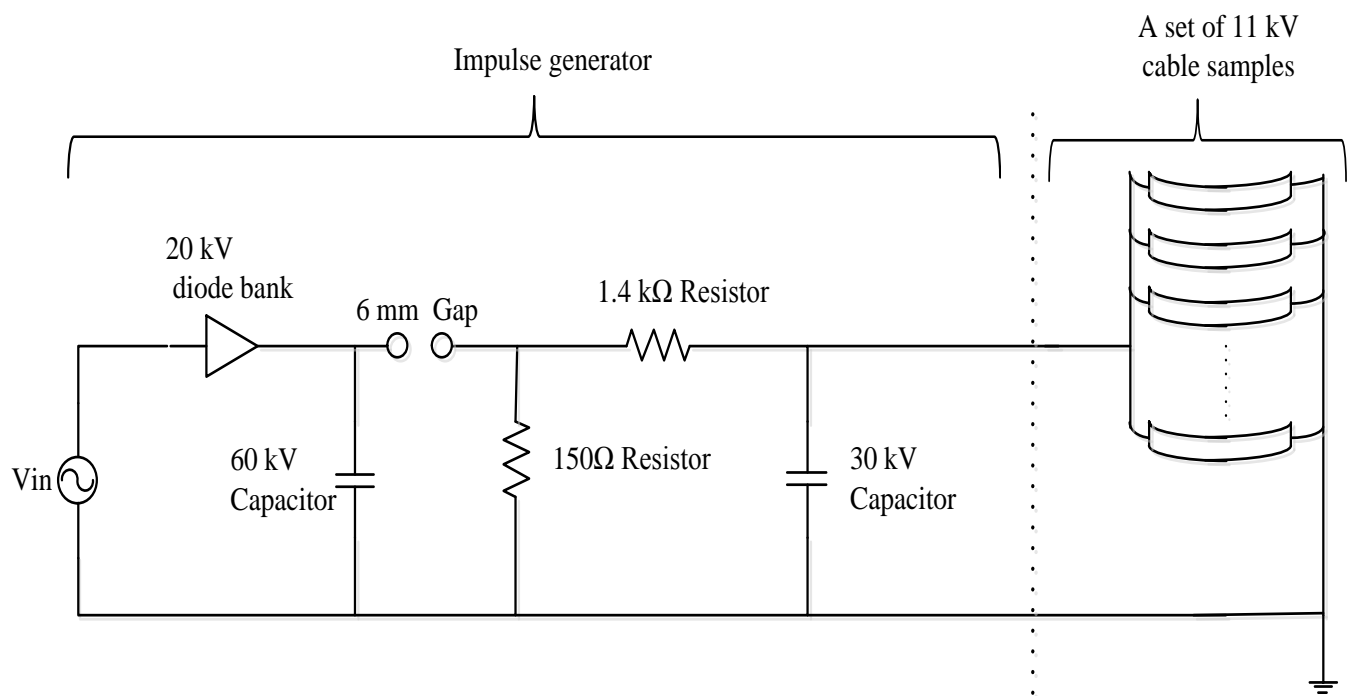 A set of 11 kV
cable samples
Impulse generator
20 kV
diode bank
6 mm Gap
1.4 kΩ Resistor
Vin
60 kV
Capacitor
150Ω Resistor
30 kV
Capacitor